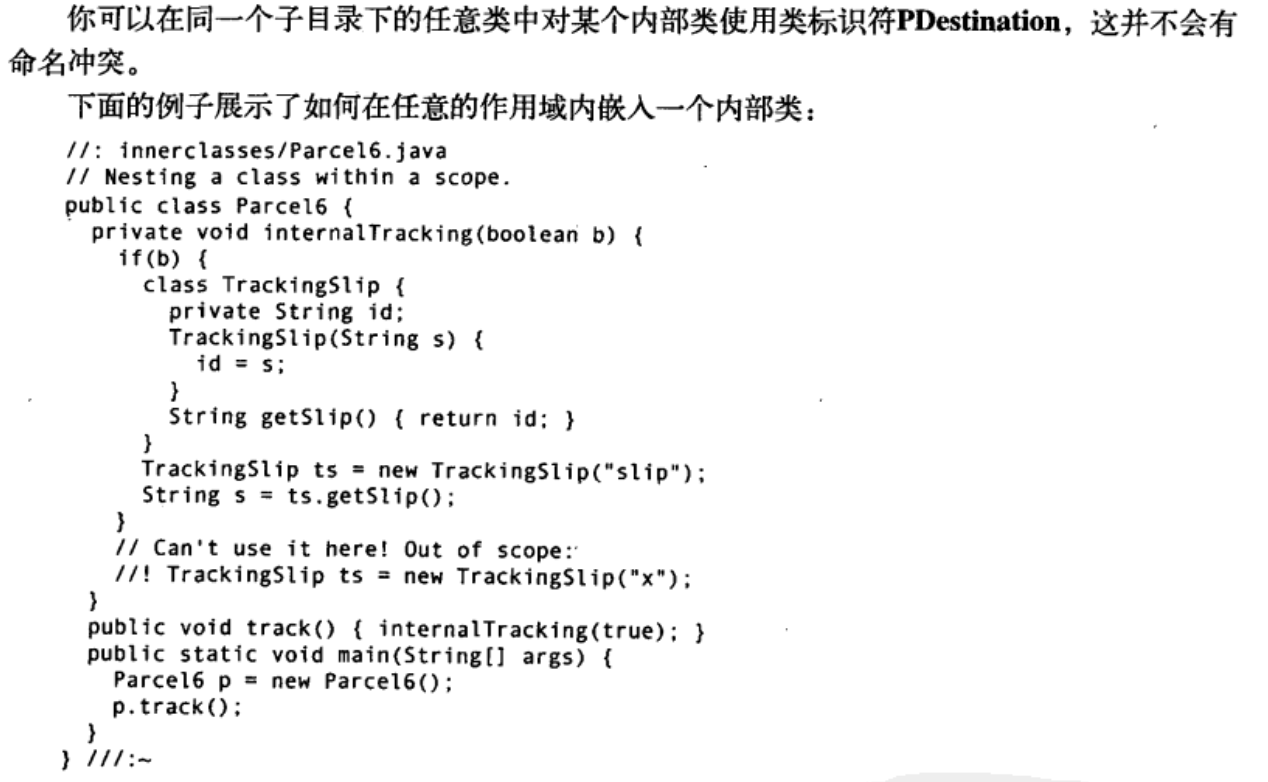 你可以在同一个子目录下的任意类中对某个内部类使用类标识符PDestination，这并不会有
命名冲突。
下面的例子展示了如何在任意的作用域内嵌入一个内部类：
//: innerclasses/Parcel6.java
// Nesting a class within a scope.
public class Parcel6 {
  private void internalTracking(boolean b) {
    if(b) {
      class TrackingSlip {
        private String id;
        TrackingSlip(String s) {
          id = s;
        }
        String getSlip() { return id; }
      }
      TrackingSlip ts = new TrackingSlip("slip");
      String s = ts.getSlip();
    }
    // Can't use it here! Out of scope:
    //! TrackingSlip ts = new TrackingSlip("x");
  }
  public void track() { internalTracking(true); }
  public static void main(String[] args) {
    Parcel6 p = new Parcel6();
    p.track();
  }
} ///:~